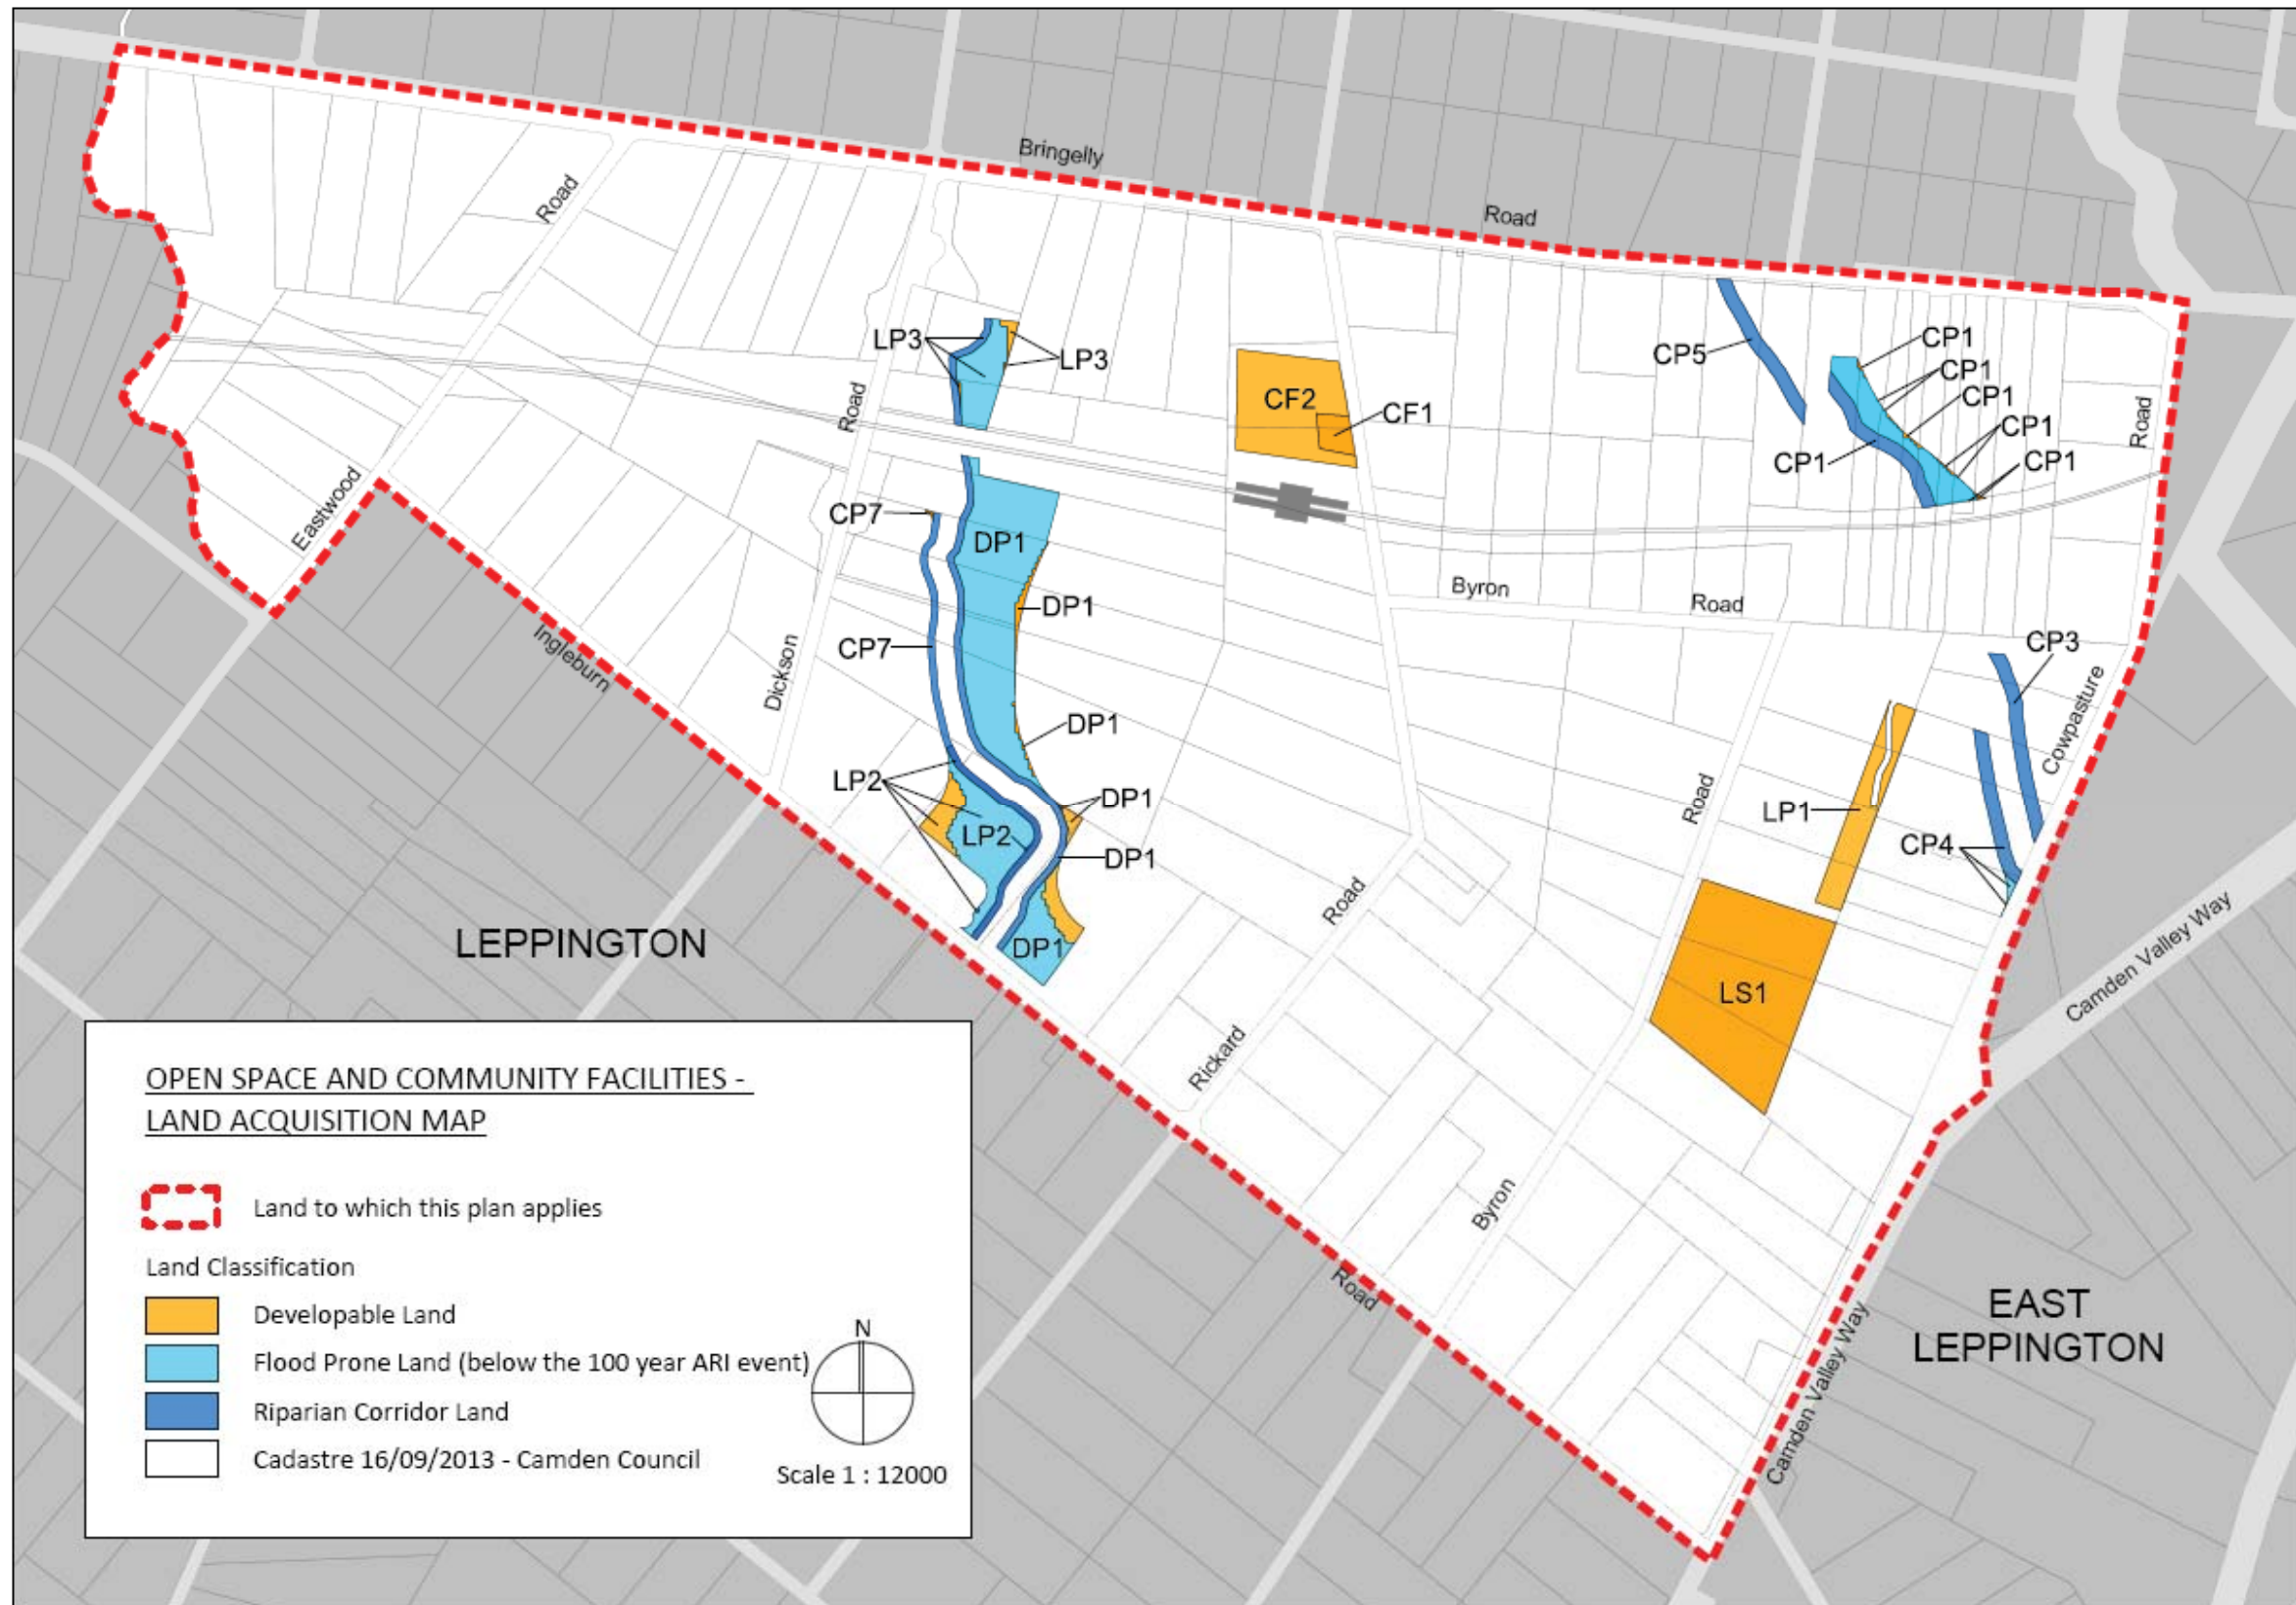 Bringelly
Road
Road
LP3
LP3
CP5
CP1
CP1
CP1
CP1
CP1
CP1
CF2
CF1
Road
Road
Eastwood
CP7
DP1
DP1
Byron
Road
CP7
Ingleburn
Dickson
CP3
Cowpasture
DP1
LP2
DP1
LP2
DP1
LP1
Road
CP4
DP1
Road
LEPPINGTON
LS1
Camden Valley Way
Rickard
Byron
Road
EAST
LEPPINGTON
Camden Valley Way
OPEN SPACE AND COMMUNITY FACILITIES -
LAND ACQUISITION MAP
Land to which this plan applies
Land Classification
Developable Land
Flood Prone Land (below the 100 year ARI event)
Riparian Corridor Land
Cadastre 16/09/2013 - Camden Council
N
Scale 1 : 12000